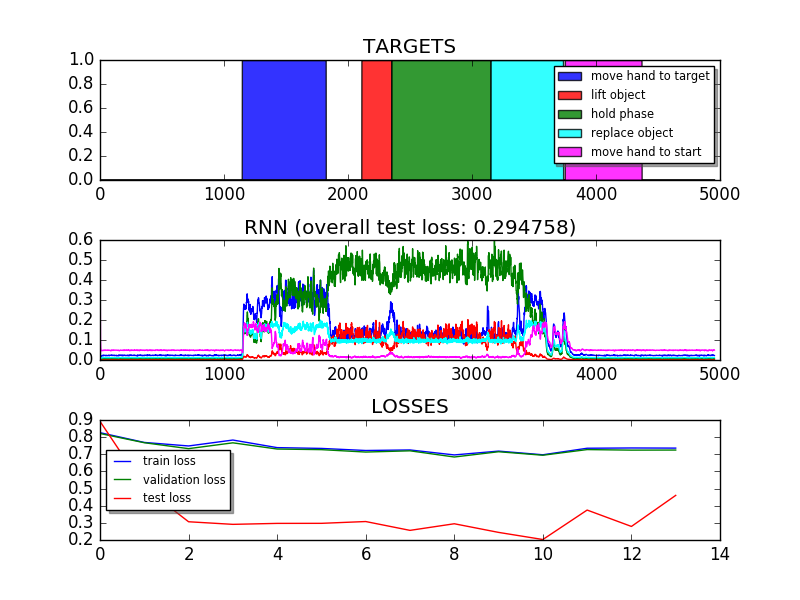 TARGETS
1.0
0.8
0.6
0.4
0.2
0.0
move hand to target
lift object
hold phase
replace object
move hand to start
0 1000 2000 3000 4000 5000
RNN (overall test loss: 0.294758)
0.6
0.5
0.4
0.3
0.2
0.1
0.0
0 1000 2000 3000 4000 5000
LOSSES
0.9
0.8
0.7
0.6
0.5
0.4
0.3
0.2
train loss
validation loss
test loss
0 2 4 6 8 10 12 14